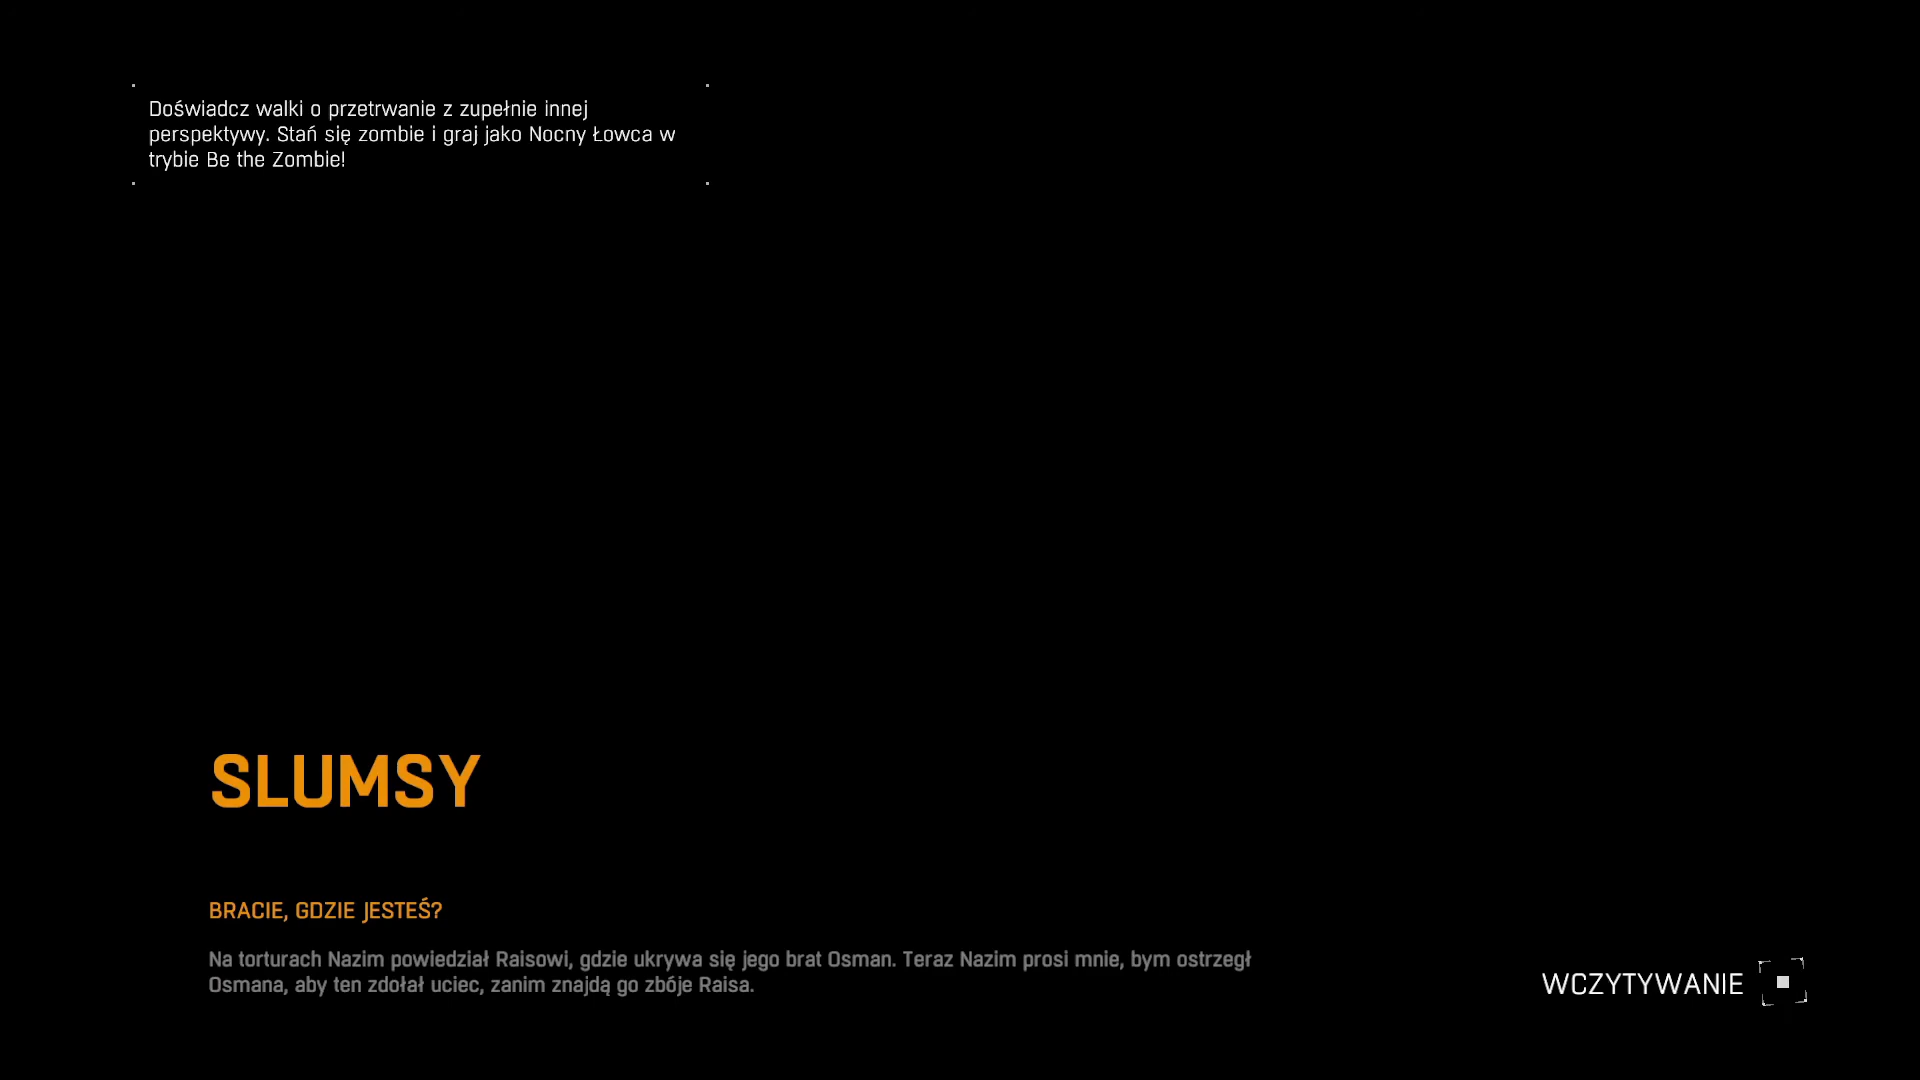 Doświadcz walki o przetrwanie z zupełnie innej
perspektywy. Stań się zombie i graj jako Nocny Łowca w
trybie Be the Zombie!
SLUMSY
BRACIE, GDZIE JESTEŚ?
Na torturach Nazim powiedział Raisowi, gdzie ukrywa się jego brat Osman. Teraz Nazim prosi mnie, bym ostrzegł
Osmana, aby ten zdołał uciec, zanim znajdą go zbóje Raisa.
WCZYTYWANIE